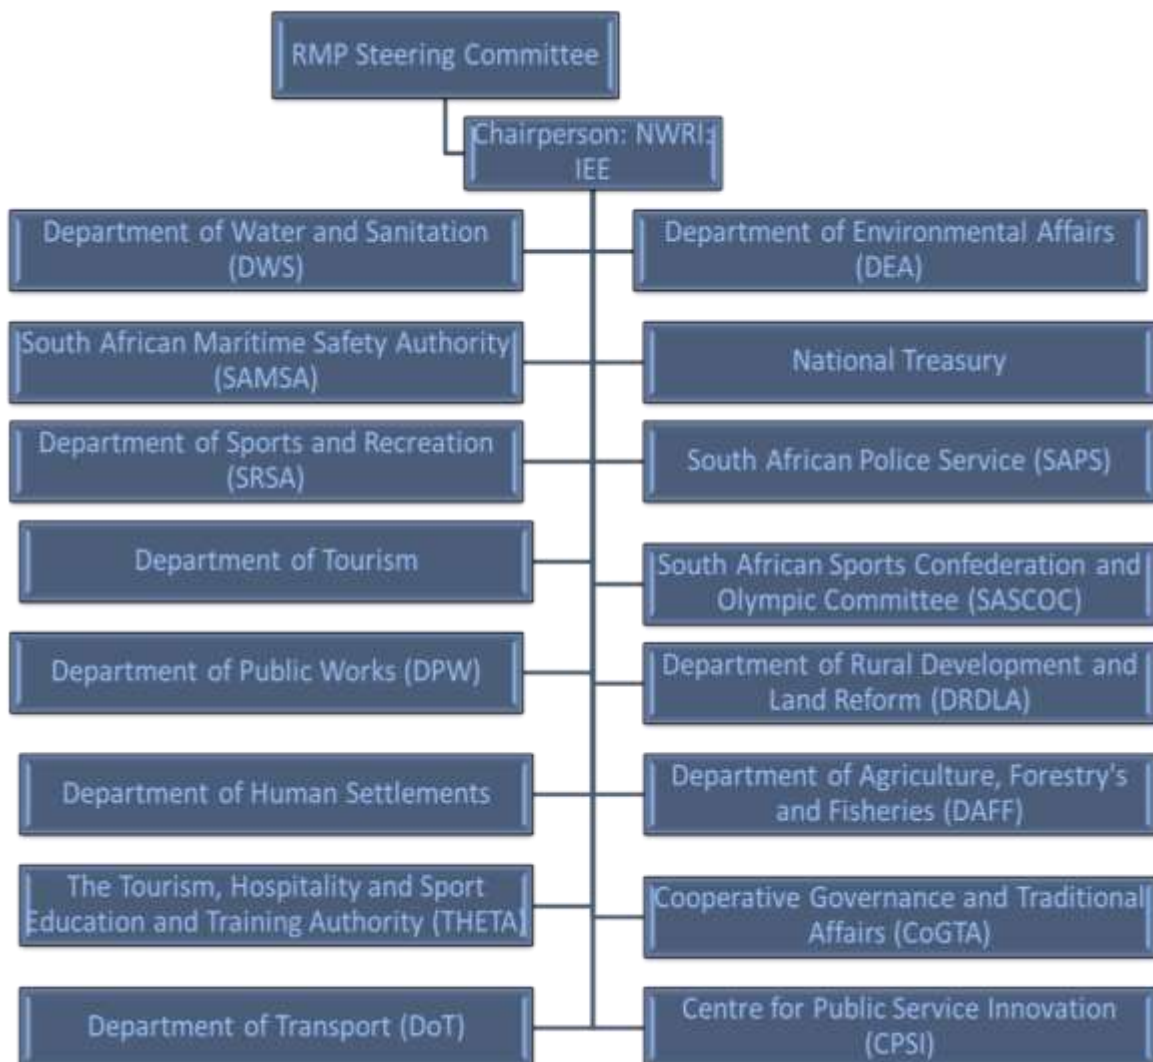 RMP Steering Committee
Chairperson: NWRI:
IEE
Department of Water and Sanitation
(DWS)
Department of Environmental Affairs
(DEA)
South African Maritime Safety Authority
(SAMSA)
National Treasury
Department of Sports and Recreation
(SRSA)
South African Police Service (SAPS)
Department of Tourism
South African Sports Confederation and
Olympic Committee (SASCOC)
Department of Public Works (DPW)
Department of Rural Development and
Land Reform (DRDLA)
Department of Human Settlements
Department of Agriculture, Forestry's
and Fisheries (DAFF)
The Tourism, Hospitality and Sport
Education and Training Authority (THETA)
Cooperative Governance and Traditional
Affairs (CoGTA)
Department of Transport (DoT)
Centre for Public Service Innovation
(CPSI)